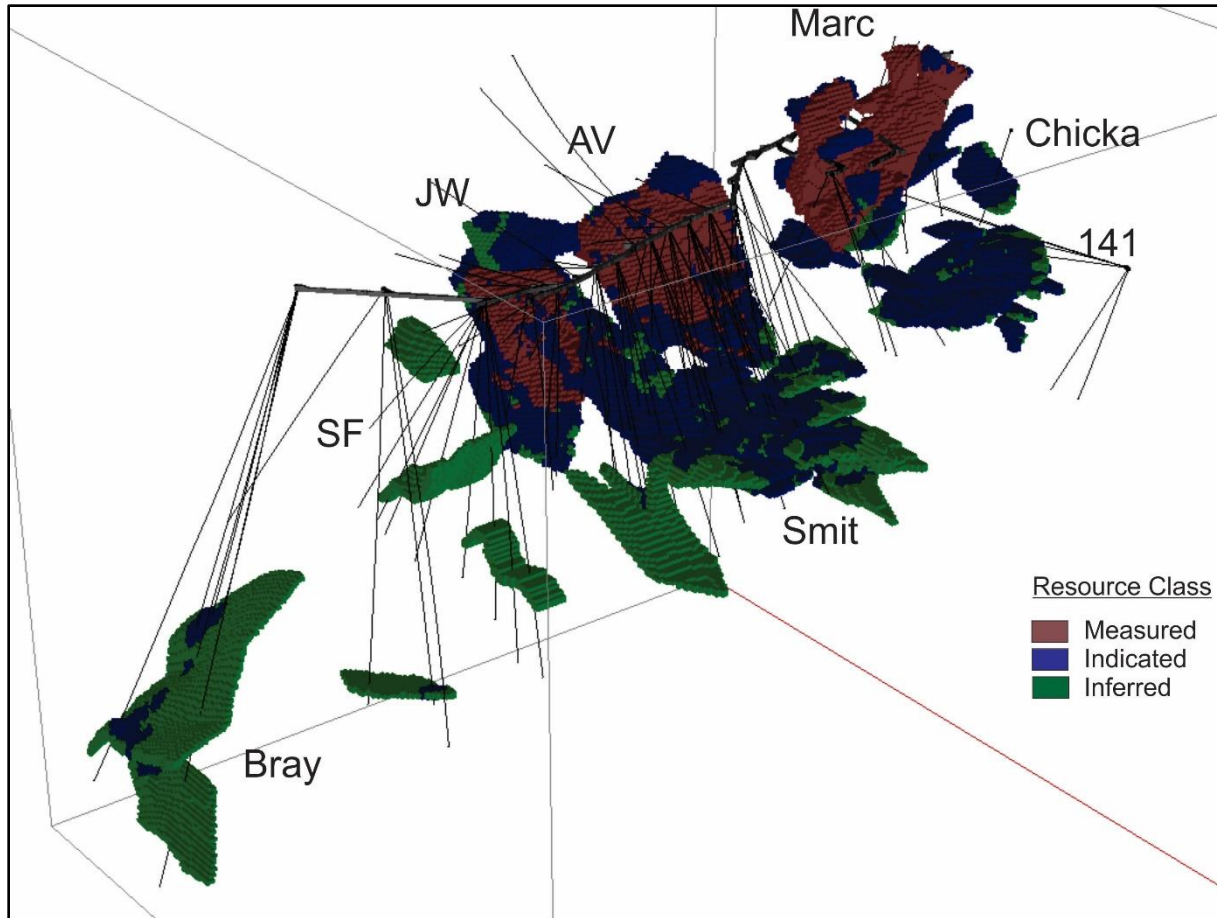 Marc
AV
Chicka
JW
141
SF
Smit
Resource Class
Measured
Indicated
Inferred
Bray